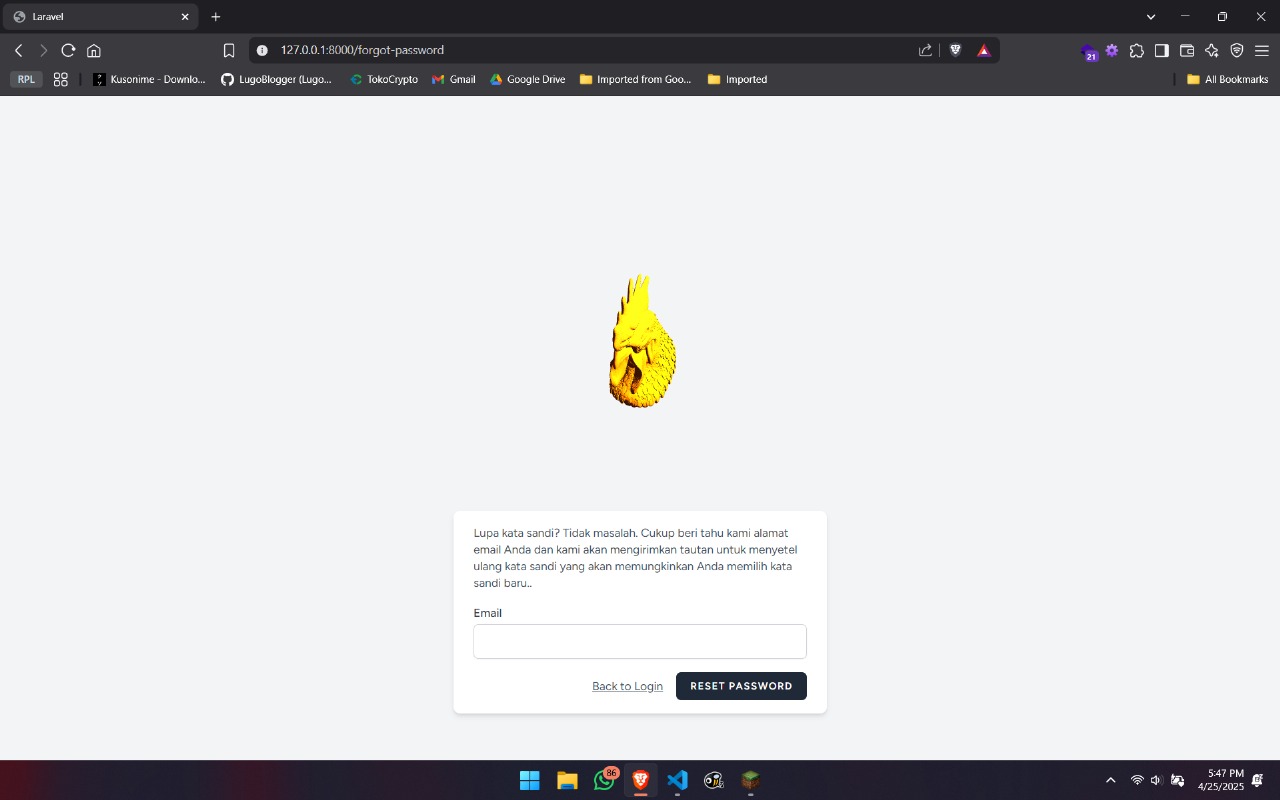 Laravel
127.0.0.1:8000/forgot-password
21
RPL
Kusonime - Downlo...
LugoBlogger (Lugo...
TokoCrypto
Gmail
Google Drive
Imported from Goo...
Imported
All Bookmarks
Lupa kata sandi? Tidak masalah. Cukup beri tahu kami alamat
email Anda dan kami akan mengirimkan tautan untuk menyetel
ulang kata sandi yang akan memungkinkan Anda memilih kata
sandi baru..
Email
Back to Login
RESET PASSWORD
86
5:47 PM
4/25/2025